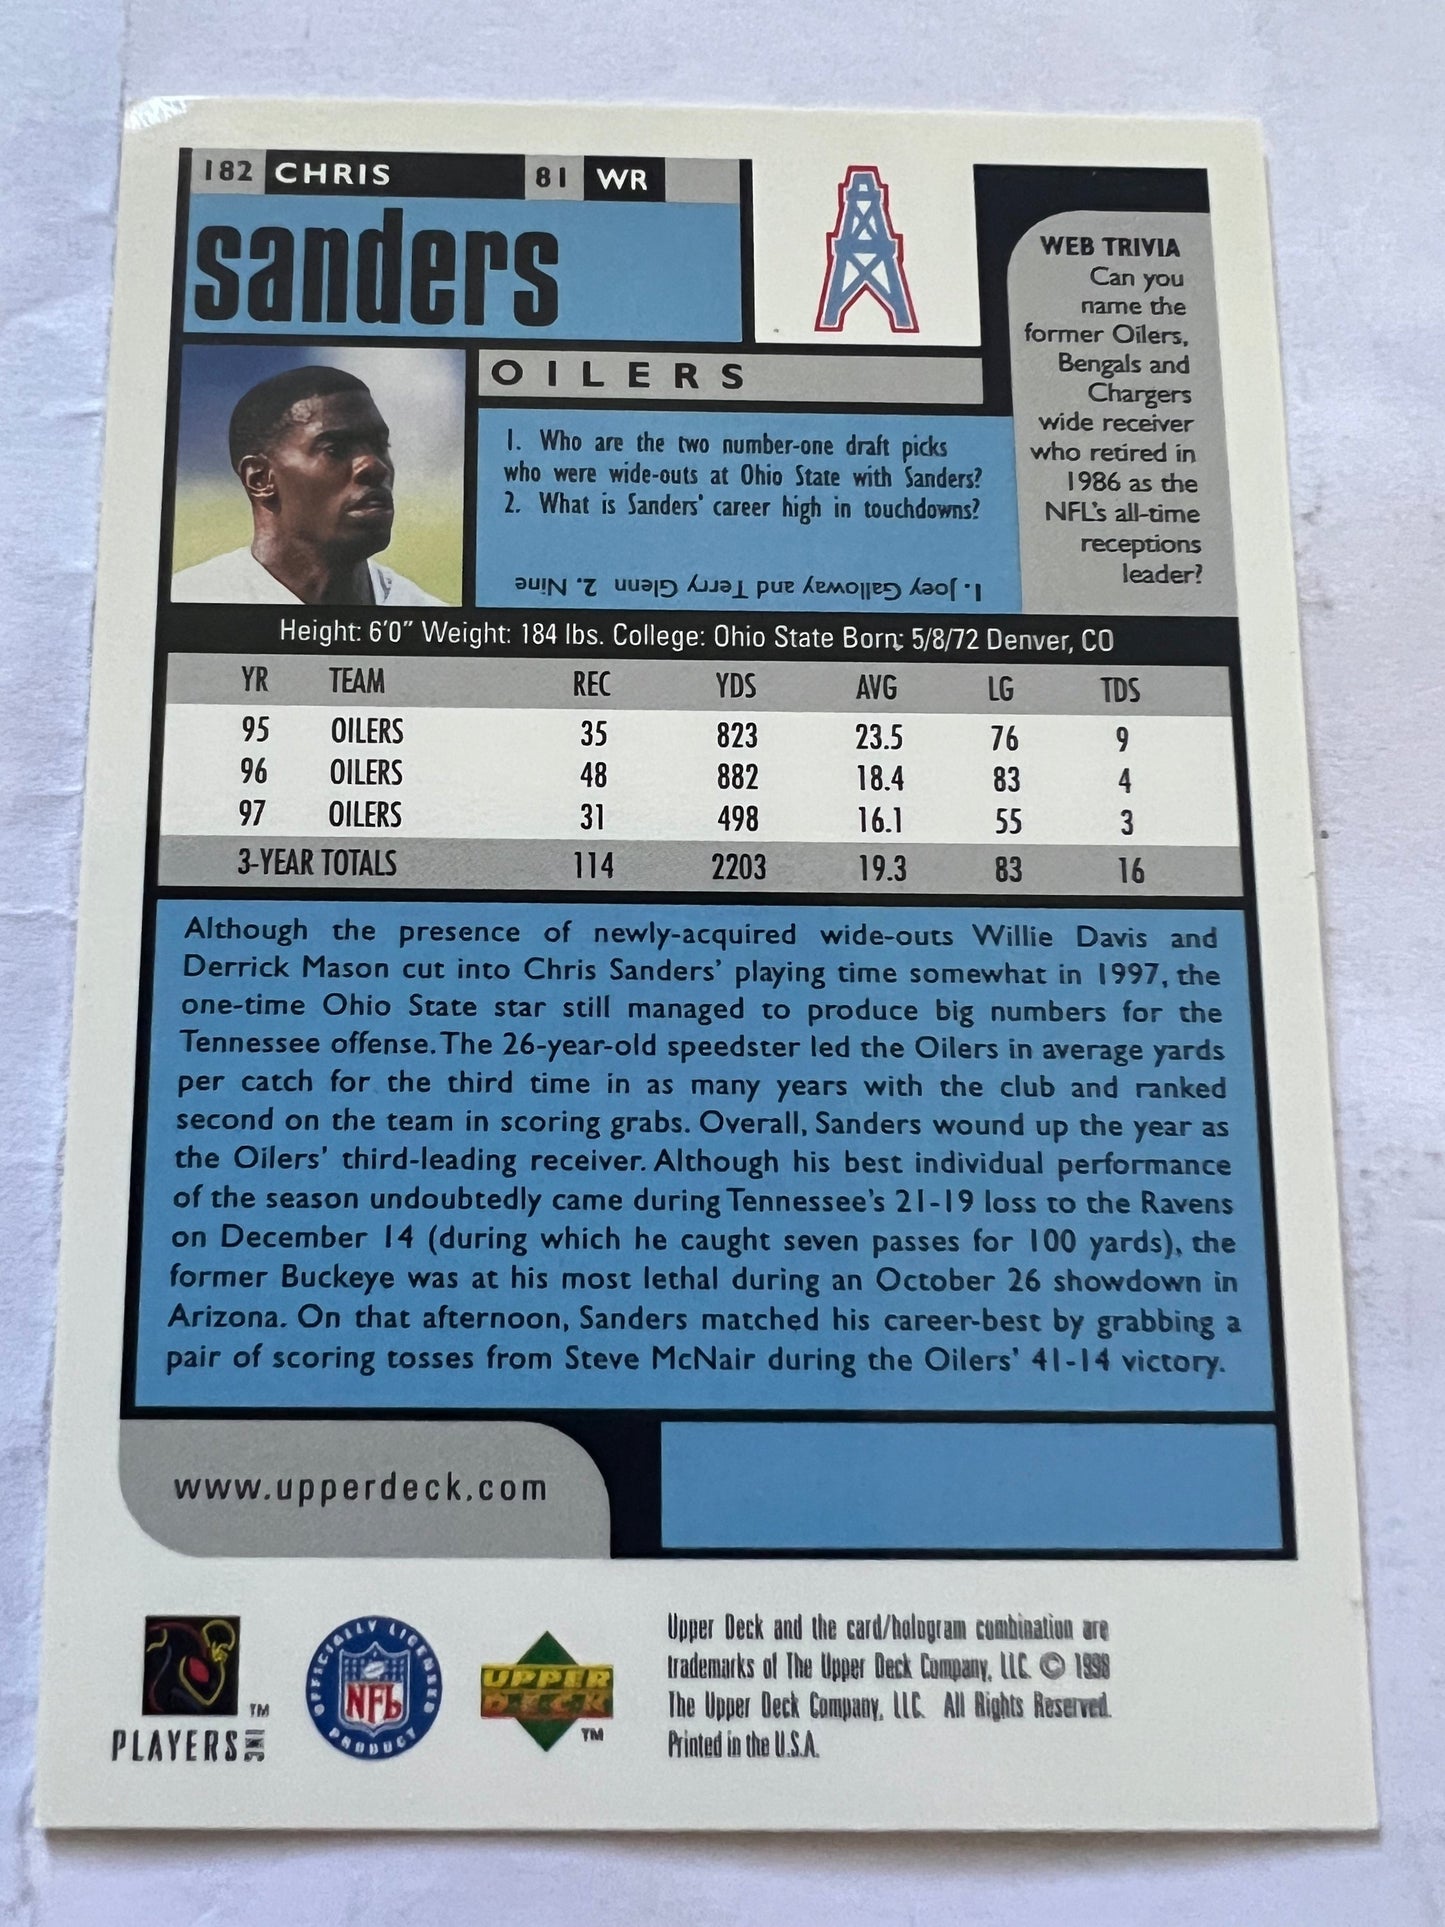 182 CHRIS 81 WR
sanders
OILERS
WEB TRIVIA
Can you
name the
former Oilers,
Bengals and
Chargers
wide receiver
who retired in
1986 as the
NFL's all-time
receptions
leader?
1. Who are the two number-one draft picks
who were wide-outs at Ohio State with Sanders?
2. What is Sanders' career high in touchdowns?
1. Joey Galloway and Terry Glenn 2. Nine
Height: 6'0" Weight: 184 lbs. College: Ohio State Born: 5/8/72 Denver, CO
YR TEAM REC YDS AVG LG TDS
95 OILERS 35 823 23.5 76 9
96 OILERS 48 882 18.4 83 4
97 OILERS 31 498 16.1 55 3
3-YEAR TOTALS 114 2203 19.3 83 16
Although the presence of newly-acquired wide-outs Willie Davis and
Derrick Mason cut into Chris Sanders' playing time somewhat in 1997, the
one-time Ohio State star still managed to produce big numbers for the
Tennessee offense. The 26-year-old speedster led the Oilers in average yards
per catch for the third time in as many years with the club and ranked
second on the team in scoring grabs. Overall, Sanders wound up the year as
the Oilers' third-leading receiver. Although his best individual performance
of the season undoubtedly came during Tennessee's 21-19 loss to the Ravens
on December 14 (during which he caught seven passes for 100 yards), the
former Buckeye was at his most lethal during an October 26 showdown in
Arizona. On that afternoon, Sanders matched his career-best by grabbing a
pair of scoring tosses from Steve McNair during the Oilers' 41-14 victory.
www.upperdeck.com
TM
PLAYERS INC
OFFICIALLY LICENSED
NFL
PRODUCT
UPPER
DECK
TM
Upper Deck and the card/hologram combination are
trademarks of The Upper Deck Company, LLC. © 1998
The Upper Deck Company, LLC. All Rights Reserved.
Printed in the U.S.A.